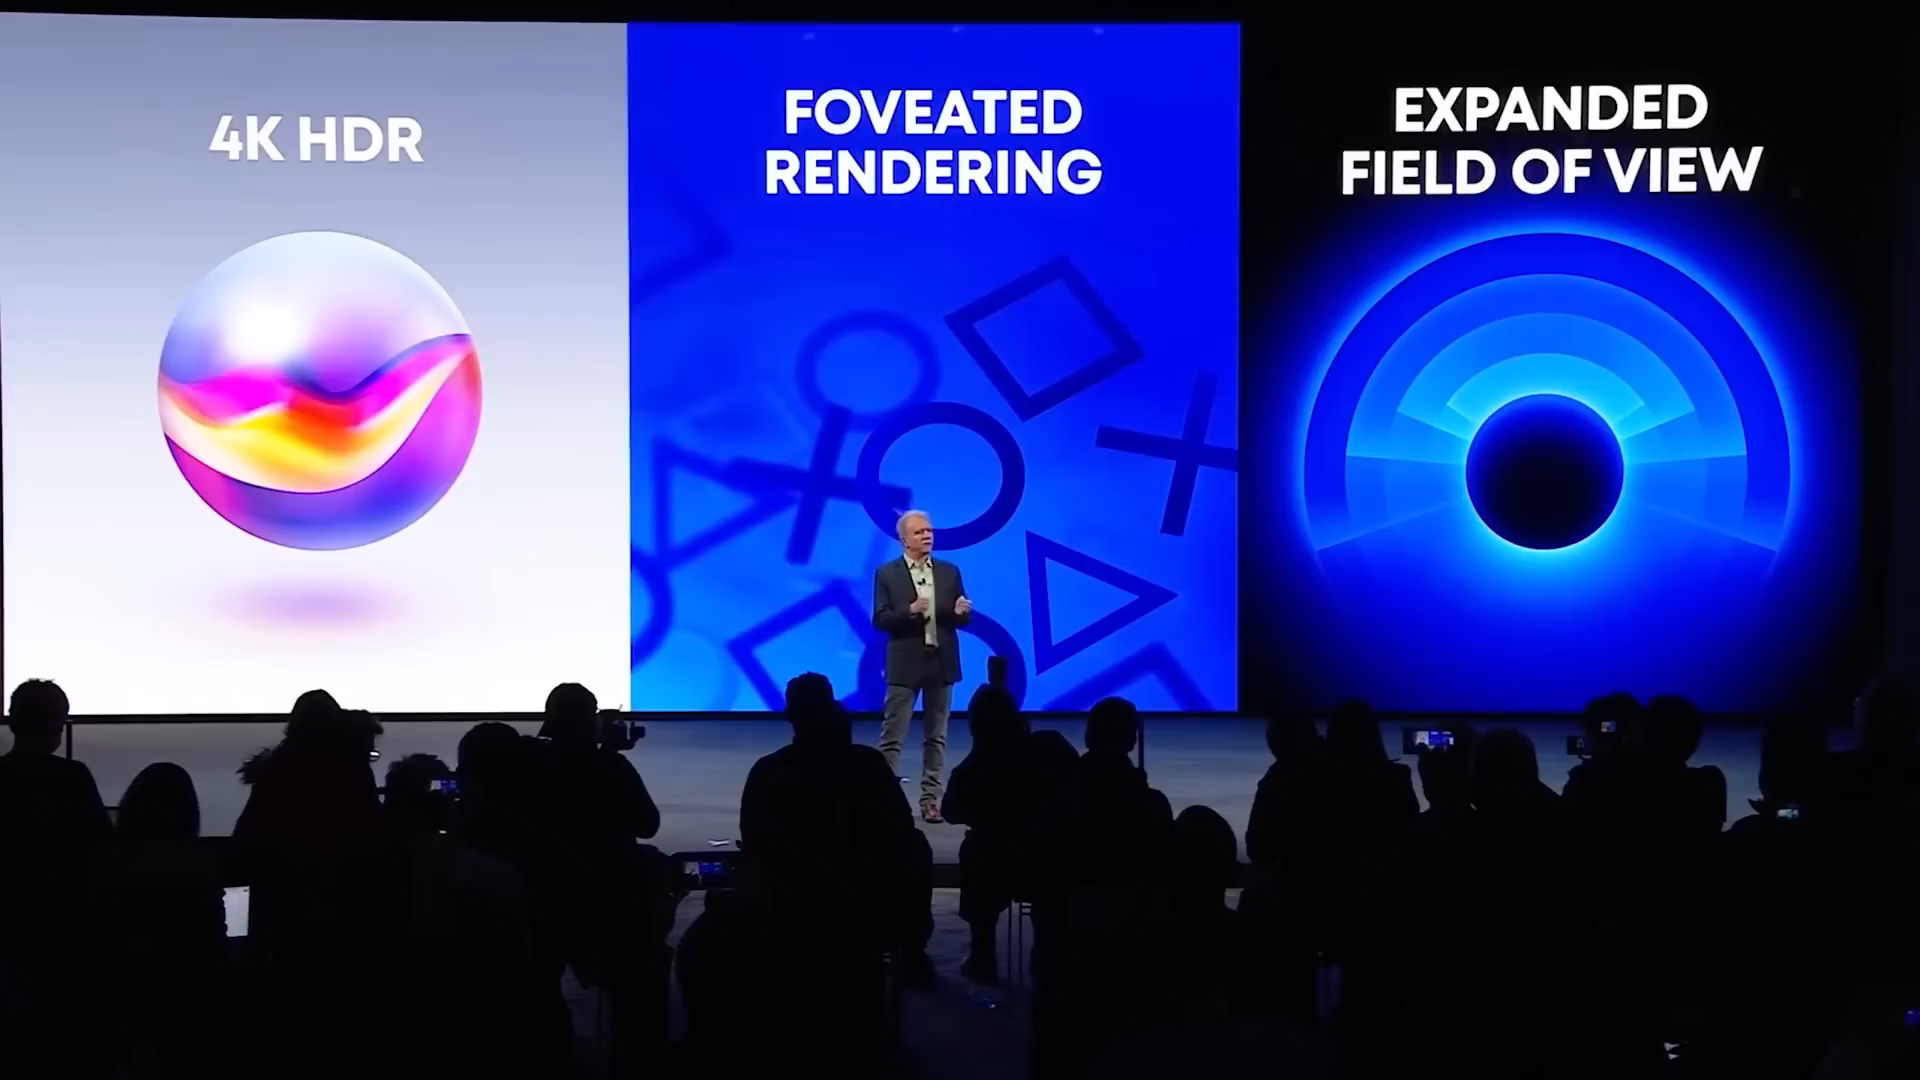 4K HDR
FOVEATED
RENDERING
EXPANDED
FIELD OF VIEW